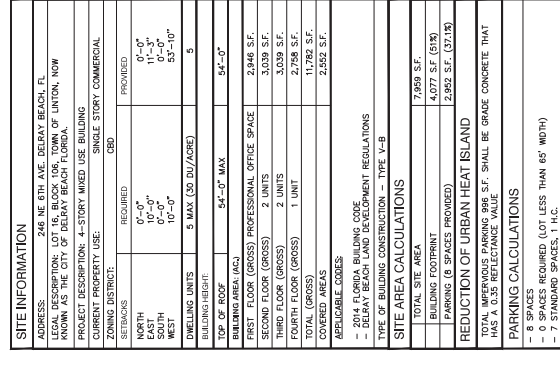 SITE INFORMATION
ADDRESS: 246 NE 6TH AVE. DELRAY BEACH, FL
LEGAL DESCRIPTION: LOT 16, BLOCK 106, TOWN OF LINTON, NOW
KNOWN AS THE CITY OF DELRAY BEACH FLORIDA.
PROJECT DESCRIPTION: 4-STORY MIXED USE BUILDING
CURRENT PROPERTY USE: SINGLE STORY COMMERCIAL
ZONING DISTRICT: CBD
SETBACKS REQUIRED PROVIDED
NORTH 0'-0" 0'-0"
EAST 10'-0" 11'-3"
SOUTH 0'-0" 0'-0"
WEST 10'-0" 53'-10"
DWELLING UNITS 5 MAX (30 DU/ACRE) 5
BUILDING HEIGHT:
TOP OF ROOF 54'-0" MAX 54'-0"
BUILDING AREA: (AC.)
FIRST FLOOR (GROSS) PROFESSIONAL OFFICE SPACE 2,946 S.F.
SECOND FLOOR (GROSS) 2 UNITS 3,039 S.F.
THIRD FLOOR (GROSS) 2 UNITS 3,039 S.F.
FOURTH FLOOR (GROSS) 1 UNIT 2,758 S.F.
TOTAL (GROSS) 11,782 S.F.
COVERED AREAS 2,552 S.F.
APPLICABLE CODES:
- 2014 FLORIDA BUILDING CODE
- DELRAY BEACH LAND DEVELOPMENT REGULATIONS
TYPE OF BUILDING CONSTRUCTION - TYPE V-B
SITE AREA CALCULATIONS
TOTAL SITE AREA 7,959 S.F.
BUILDING FOOTPRINT 4,077 S.F (51%)
PARKING (8 SPACES PROVIDED) 2,952 S.F. (37.1%)
REDUCTION OF URBAN HEAT ISLAND
TOTAL IMPERVIOUS PARKING 996 S.F. SHALL BE GRADE CONCRETE THAT
HAS A 0.35 REFLECTANCE VALUE
PARKING CALCULATIONS
- 8 SPACES
- 0 SPACES REQUIRED (LOT LESS THAN 65' WIDTH)
- 7 STANDARD SPACES, 1 H.C.